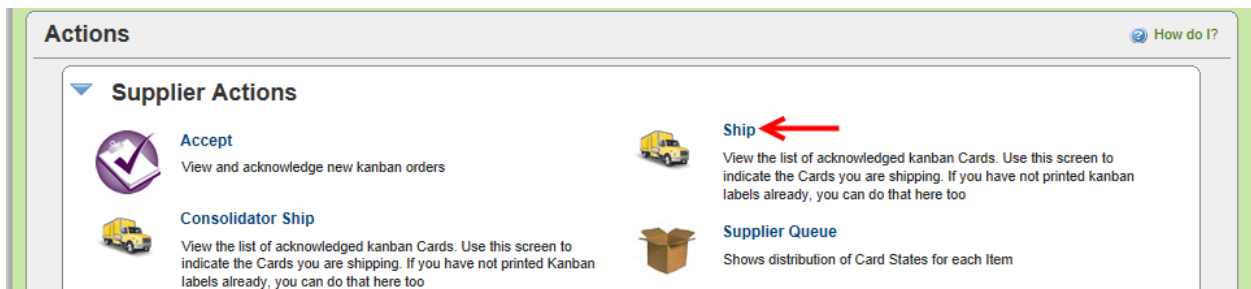 Actions
How do I?
Supplier Actions
Accept
View and acknowledge new kanban orders
Ship
View the list of acknowledged kanban Cards. Use this screen to
indicate the Cards you are shipping. If you have not printed kanban
labels already, you can do that here too
Consolidator Ship
View the list of acknowledged kanban Cards. Use this screen to
indicate the Cards you are shipping. If you have not printed Kanban
labels already, you can do that here too
Supplier Queue
Shows distribution of Card States for each Item